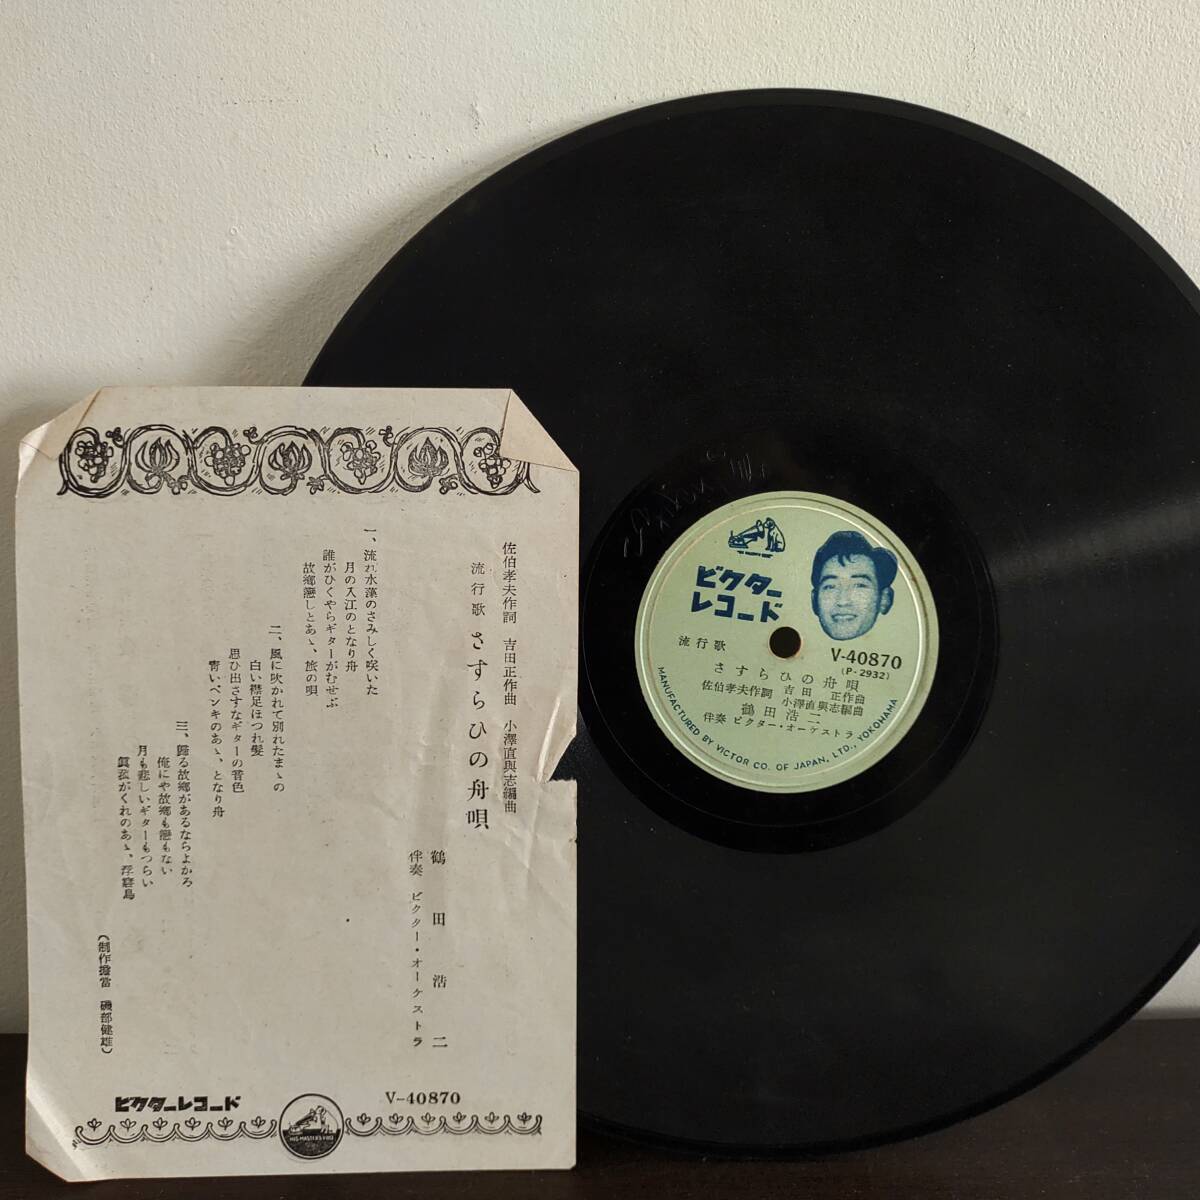 佐伯孝夫作詞　吉田正作曲　小澤直與志編曲
流行歌　さすらひの舟唄
鶴田浩二
伴奏　ビクター・オーケストラ
一、流れ水藻のさみしく咲いた
月の入江のとなり舟
誰がひくやらギターがむせぶ
故鄕戀しとあゝ、旅の唄
二、風に吹かれて別れたまゝの
白い襟足ほつれ髮
思ひ出さすなギターの音色
靑いペンキのあゝ、となり舟
三、歸る故鄕があるならよかろ
俺にや故鄕も戀もない
月も悲しいギターもつらい
眞菰がくれのあゝ、浮寢鳥
（制作擔當　磯部健雄）
ビクターレコード
V-40870
HIS MASTER'S VOICE
"HIS MASTER'S VOICE"
ビクター
レコード
流行歌
V-40870
(P-2932)
さすらひの舟唄
佐伯孝夫作詞　吉田　正作曲
小澤直與志編曲
鶴田浩二
伴奏 ビクター・オーケストラ
MANUFACTURED BY VICTOR CO. OF JAPAN, LTD., YOKOHAMA